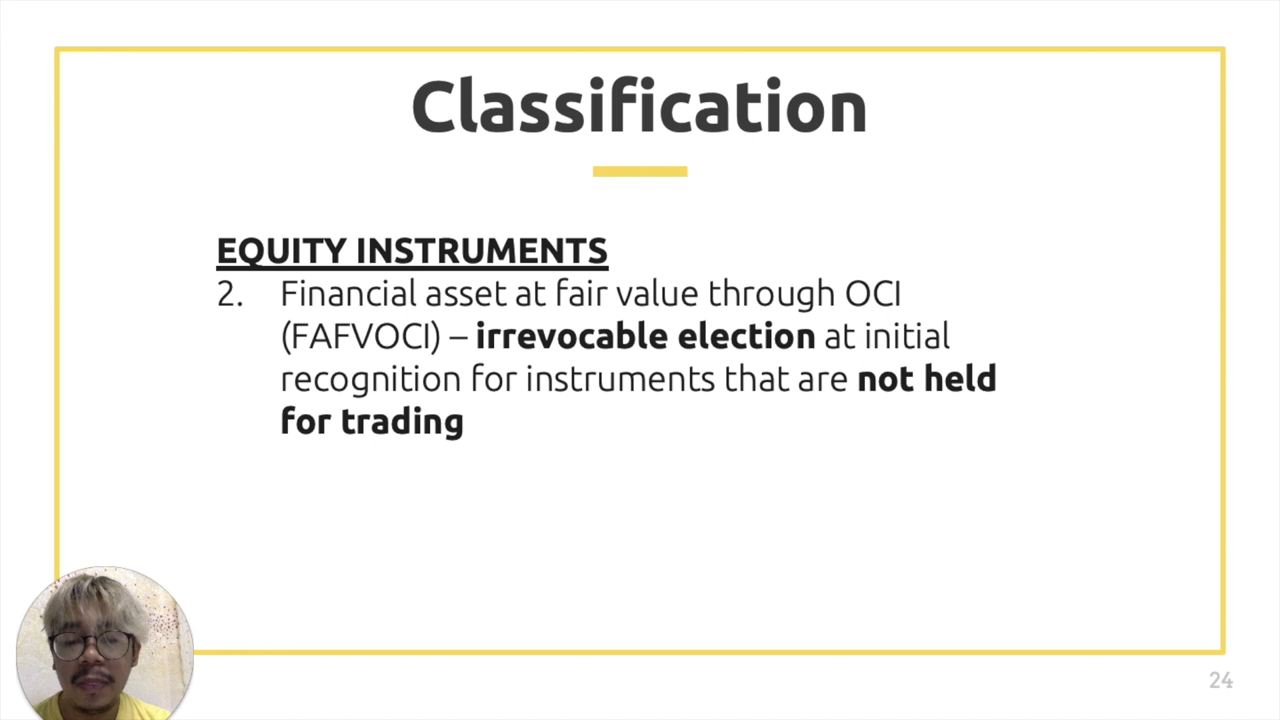 Classification
EQUITY INSTRUMENTS
2. Financial asset at fair value through OCI
(FAFVOCI) – irrevocable election at initial
recognition for instruments that are not held
for trading
24